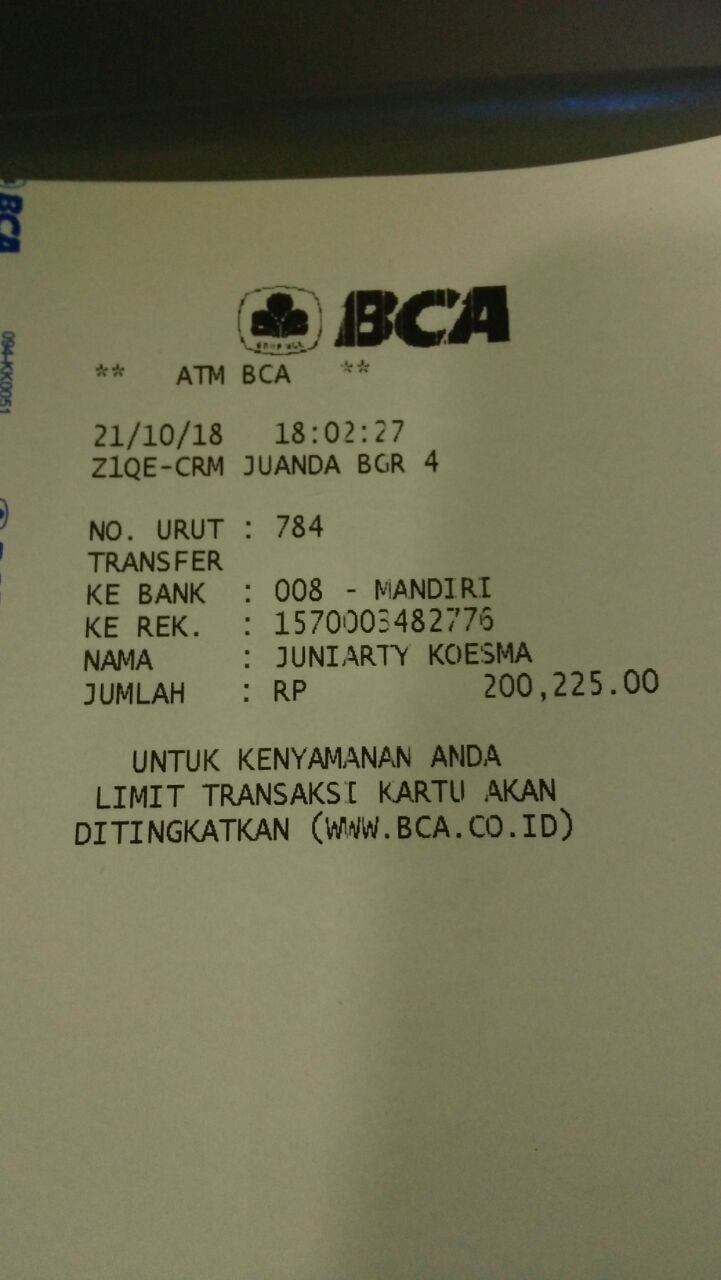 BCA
094-KK0051
BCA
** ATM BCA **
21/10/18 18:02:27
Z1QE-CRM JUANDA BGR 4
NO. URUT : 784
TRANSFER
KE BANK : 008 - MANDIRI
KE REK. : 1570003482776
NAMA : JUNIARTY KOESMA
JUMLAH : RP 200,225.00
UNTUK KENYAMANAN ANDA
LIMIT TRANSAKSI KARTU AKAN
DITINGKATKAN (WWW.BCA.CO.ID)